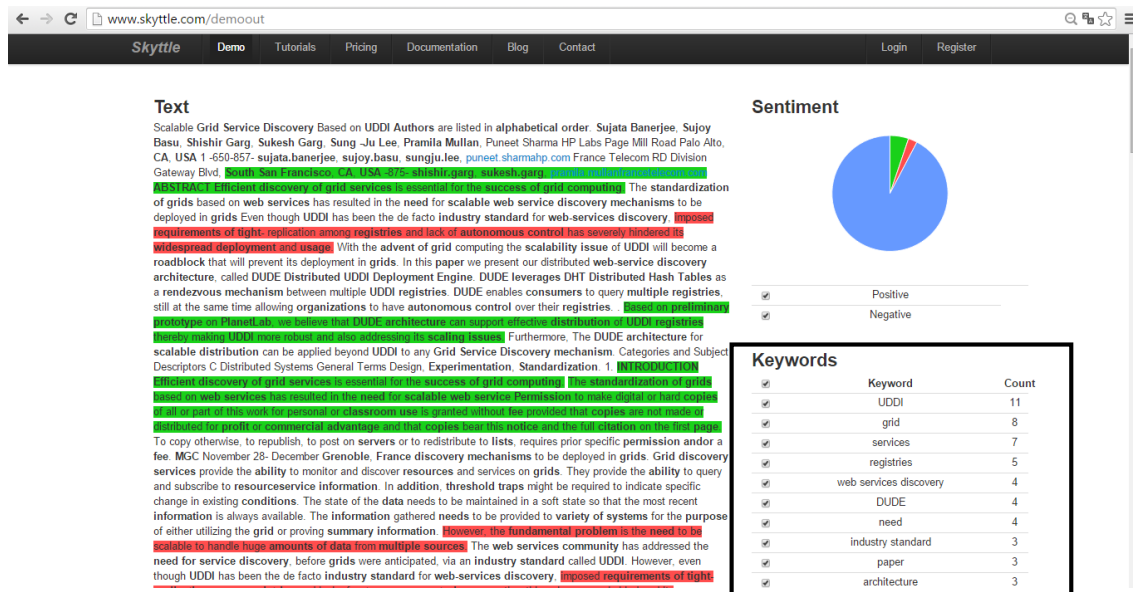 www.skyttle.com/demoout
Skyttle Demo Tutorials Pricing Documentation Blog Contact Login Register
Text
Scalable Grid Service Discovery Based on UDDI Authors are listed in alphabetical order. Sujata Banerjee, Sujoy
Basu, Shishir Garg, Sukesh Garg, Sung -Ju Lee, Pramila Mullan, Puneet Sharma HP Labs Page Mill Road Palo Alto,
CA, USA 1 -650-857- sujata.banerjee, sujoy.basu, sungju.lee, puneet.sharmahp.com France Telecom RD Division
Gateway Blvd, South San Francisco, CA, USA -875- shishir.garg, sukesh.garg, pramila.mullanfrancetelecom.com
ABSTRACT Efficient discovery of grid services is essential for the success of grid computing. The standardization
of grids based on web services has resulted in the need for scalable web service discovery mechanisms to be
deployed in grids Even though UDDI has been the de facto industry standard for web-services discovery, imposed
requirements of tight- replication among registries and lack of autonomous control has severely hindered its
widespread deployment and usage. With the advent of grid computing the scalability issue of UDDI will become a
roadblock that will prevent its deployment in grids. In this paper we present our distributed web-service discovery
architecture, called DUDE Distributed UDDI Deployment Engine. DUDE leverages DHT Distributed Hash Tables as
a rendezvous mechanism between multiple UDDI registries. DUDE enables consumers to query multiple registries,
still at the same time allowing organizations to have autonomous control over their registries. . Based on preliminary
prototype on PlanetLab, we believe that DUDE architecture can support effective distribution of UDDI registries
thereby making UDDI more robust and also addressing its scaling issues. Furthermore, The DUDE architecture for
scalable distribution can be applied beyond UDDI to any Grid Service Discovery mechanism. Categories and Subject
Descriptors C Distributed Systems General Terms Design, Experimentation, Standardization. 1. INTRODUCTION
Efficient discovery of grid services is essential for the success of grid computing. The standardization of grids
based on web services has resulted in the need for scalable web service Permission to make digital or hard copies
of all or part of this work for personal or classroom use is granted without fee provided that copies are not made or
distributed for profit or commercial advantage and that copies bear this notice and the full citation on the first page.
To copy otherwise, to republish, to post on servers or to redistribute to lists, requires prior specific permission andor a
fee. MGC November 28- December Grenoble, France discovery mechanisms to be deployed in grids. Grid discovery
services provide the ability to monitor and discover resources and services on grids. They provide the ability to query
and subscribe to resourceservice information. In addition, threshold traps might be required to indicate specific
change in existing conditions. The state of the data needs to be maintained in a soft state so that the most recent
information is always available. The information gathered needs to be provided to variety of systems for the purpose
of either utilizing the grid or proving summary information. However, the fundamental problem is the need to be
scalable to handle huge amounts of data from multiple sources. The web services community has addressed the
need for service discovery, before grids were anticipated, via an industry standard called UDDI. However, even
though UDDI has been the de facto industry standard for web-services discovery, imposed requirements of tight-
Sentiment
Positive
Negative
Keywords
Keyword Count
UDDI 11
grid 8
services 7
registries 5
web services discovery 4
DUDE 4
need 4
industry standard 3
paper 3
architecture 3